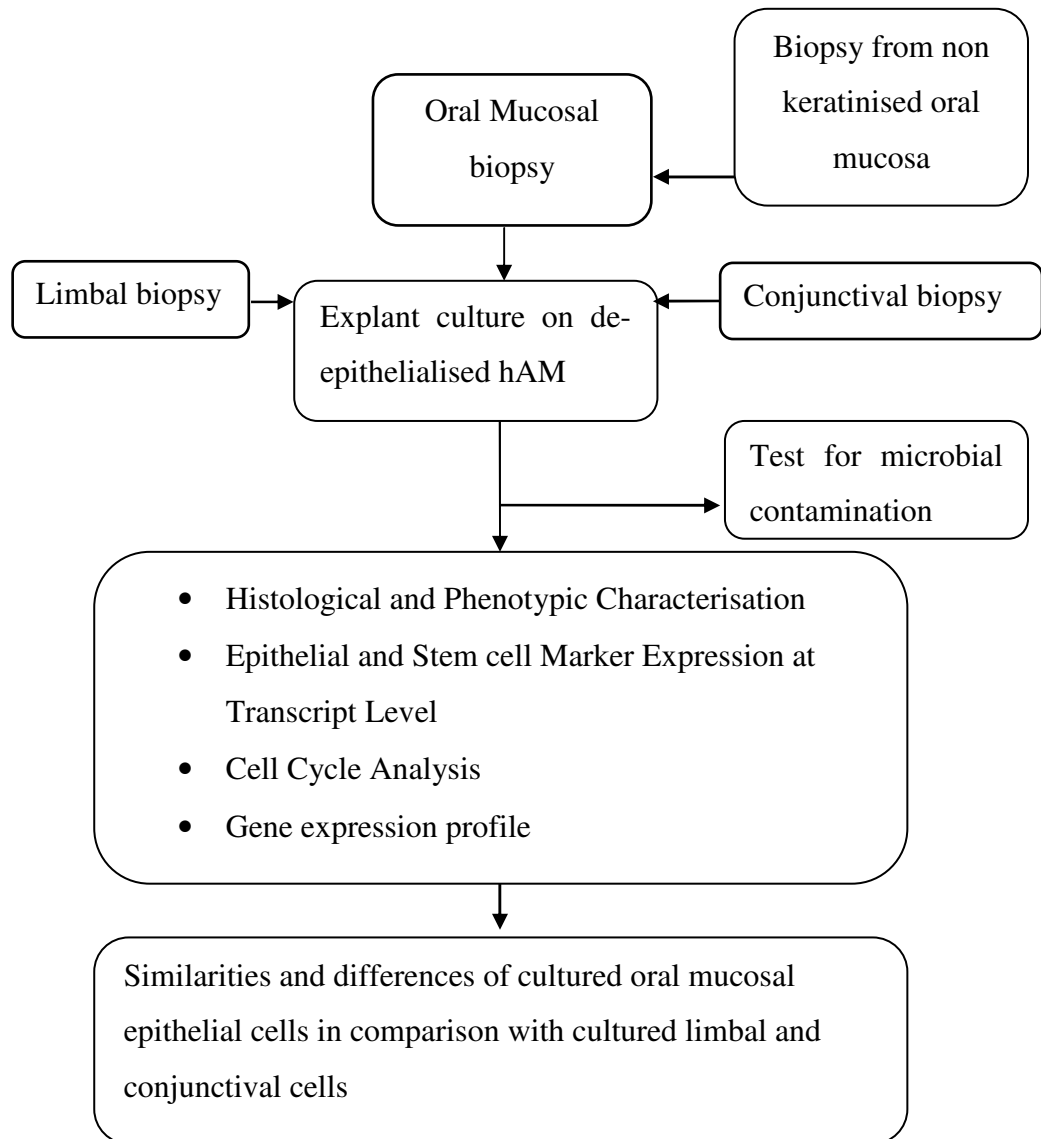 Biopsy from non
keratinised oral
mucosa
Oral Mucosal
biopsy
Limbal biopsy
Explant culture on de-
epithelialised hAM
Conjunctival biopsy
Test for microbial
contamination
• Histological and Phenotypic Characterisation
• Epithelial and Stem cell Marker Expression at
Transcript Level
• Cell Cycle Analysis
• Gene expression profile
Similarities and differences of cultured oral mucosal
epithelial cells in comparison with cultured limbal and
conjunctival cells